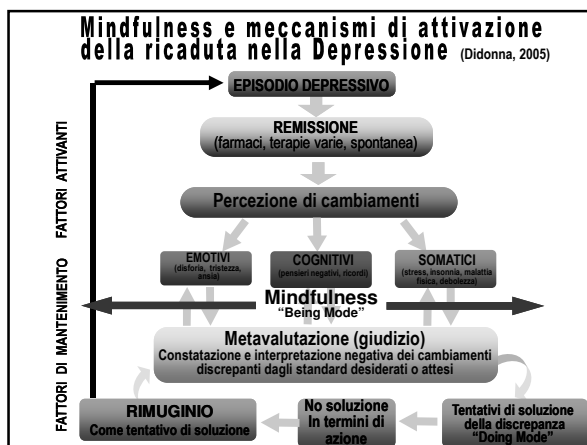 Mindfulness e meccanismi di attivazione
della ricaduta nella Depressione (Didonna, 2005)
EPISODIO DEPRESSIVO
REMISSIONE
(farmaci, terapie varie, spontanea)
Percezione di cambiamenti
EMOTIVI
(disforia, tristezza,
ansia)
COGNITIVI
(pensieri negativi, ricordi)
SOMATICI
(stress, insonnia, malattia
fisica, debolezza)
FATTORI ATTIVANTI
Mindfulness
“Being Mode”
FATTORI DI MANTENIMENTO
Metavalutazione (giudizio)
Constatazione e interpretazione negativa dei cambiamenti
discrepanti dagli standard desiderati o attesi
RIMUGINIO
Come tentativo di soluzione
No soluzione
In termini di
azione
Tentativi di soluzione
della discrepanza
“Doing Mode”